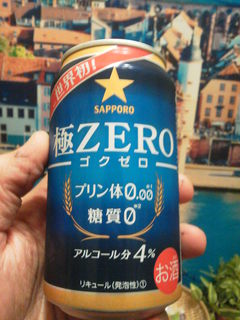 世界初!
SAPPORO
極ZERO
ゴクゼロ
プリン体0.00※1
糖質0※2
アルコール分4%
お酒
リキュール(発泡性)①